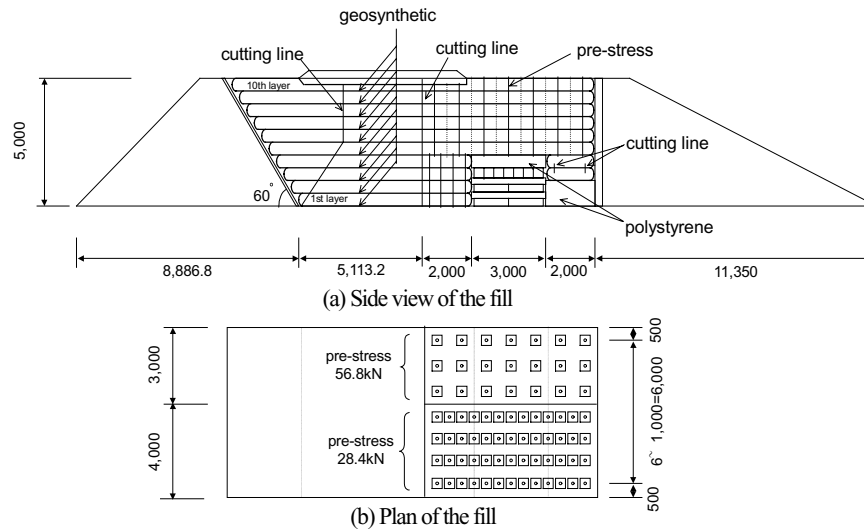 geosynthetic
cutting line
cutting line
pre-stress
10th layer
5,000
cutting line
60°
1st layer
polystyrene
8,886.8
5,113.2
2,000
3,000
2,000
11,350
(a) Side view of the fill
3,000
pre-stress
56.8kN
500
6~ 1,000=6,000
4,000
pre-stress
28.4kN
500
(b) Plan of the fill